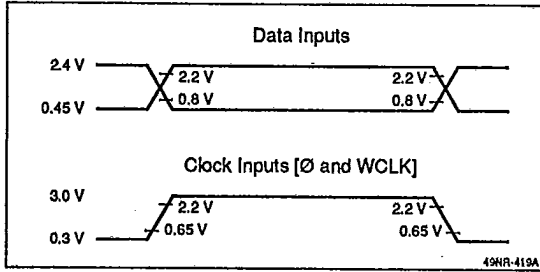 Data Inputs
2.4 V
2.2 V
2.2 V
0.8 V
0.8 V
0.45 V
Clock Inputs [Ø and WCLK]
3.0 V
2.2 V
2.2 V
0.65 V
0.65 V
0.3 V
49NR-419A